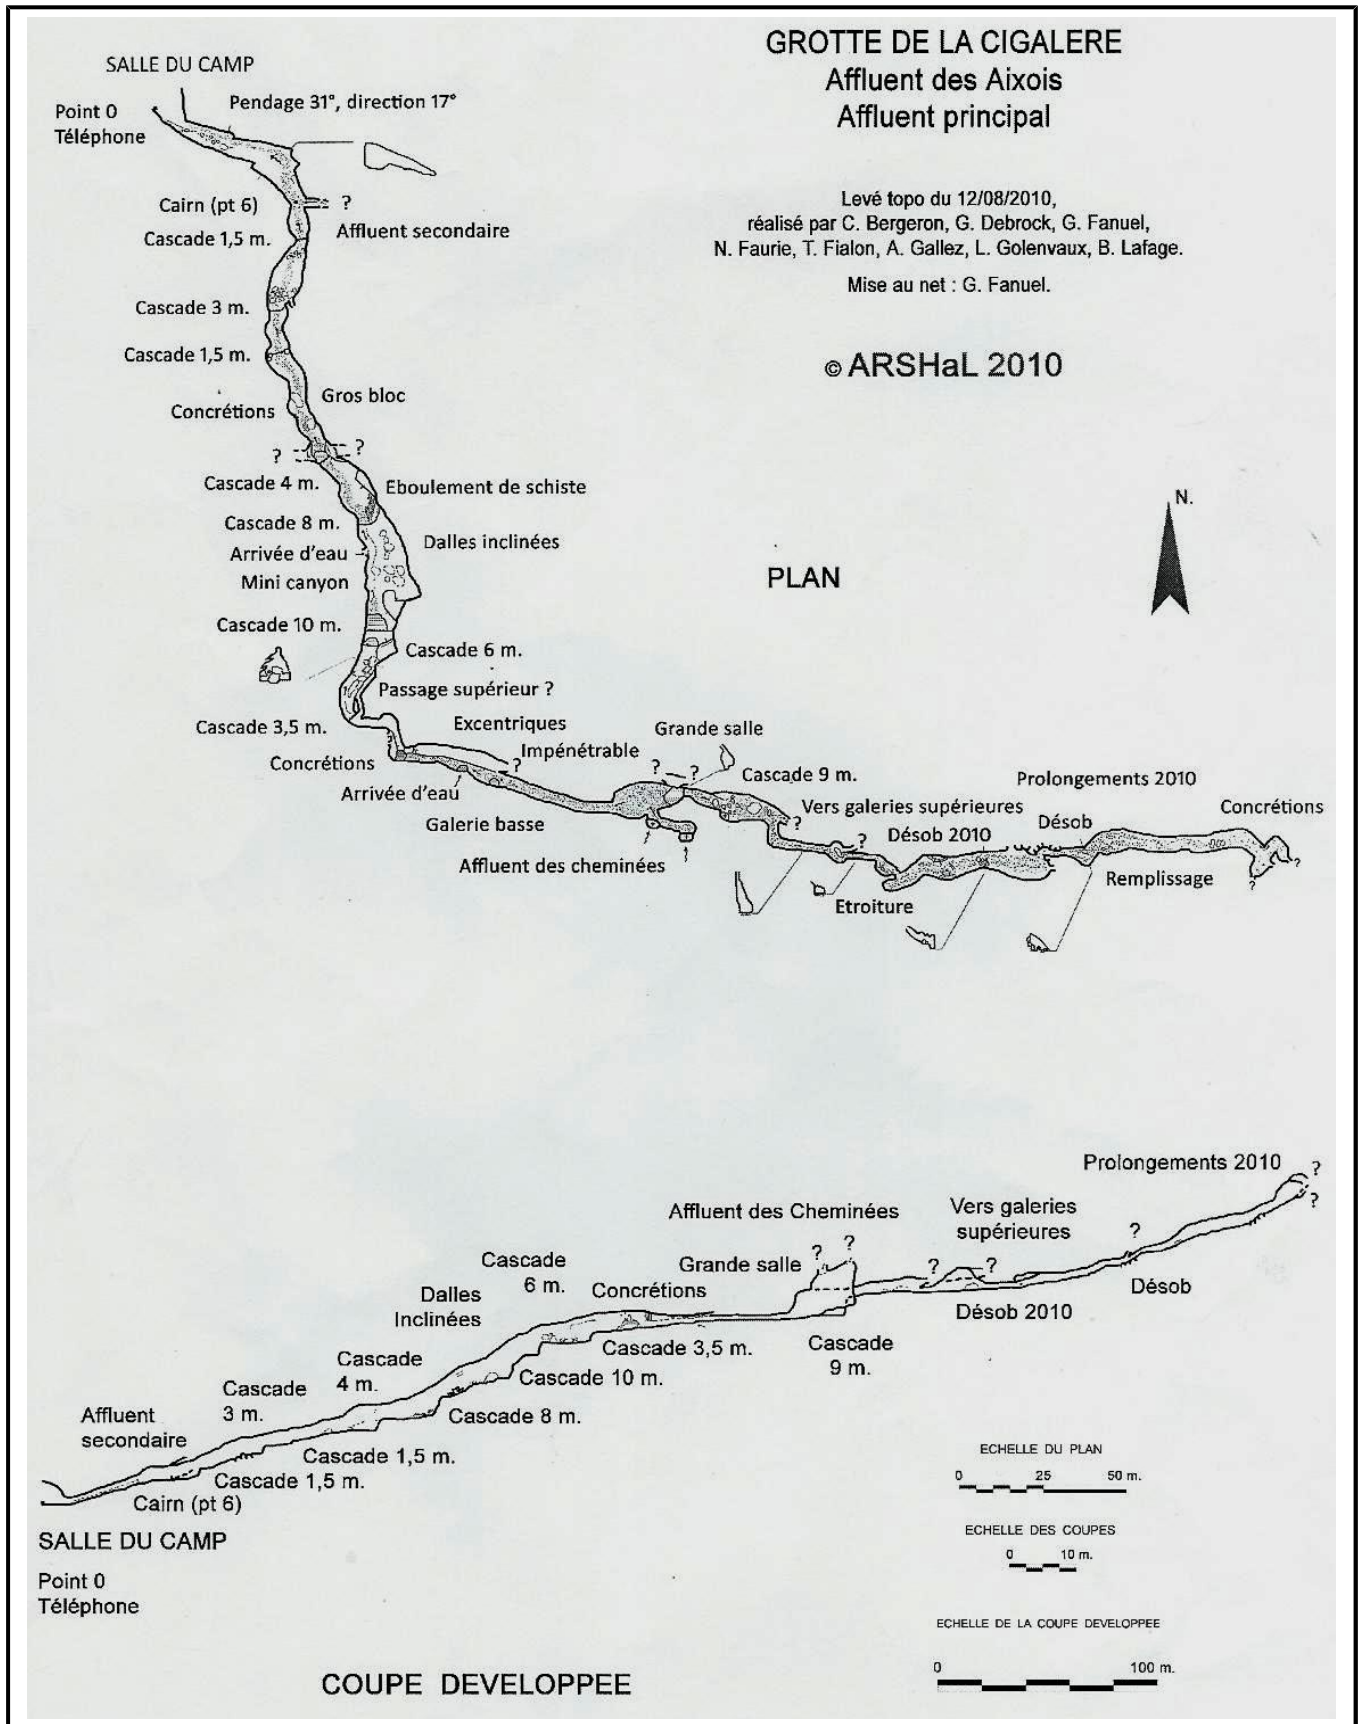 GROTTE DE LA CIGALERE
Affluent des Aixois
Affluent principal
Levé topo du 12/08/2010,
réalisé par C. Bergeron, G. Debrock, G. Fanuel,
N. Faurie, T. Fialon, A. Gallez, L. Golenvaux, B. Lafage.
Mise au net : G. Fanuel.
© ARSHaL 2010
SALLE DU CAMP
Point 0
Téléphone
Pendage 31°, direction 17°
Cairn (pt 6)
?
Affluent secondaire
Cascade 1,5 m.
Cascade 3 m.
Cascade 1,5 m.
Gros bloc
Concrétions
?
?
Cascade 4 m.
Eboulement de schiste
Cascade 8 m.
Dalles inclinées
Arrivée d'eau
Mini canyon
Cascade 10 m.
Cascade 6 m.
Passage supérieur ?
Cascade 3,5 m.
Excentriques
Concrétions
Impénétrable
?
Arrivée d'eau
Galerie basse
Grande salle
? ?
Cascade 9 m.
Affluent des cheminées
Vers galeries supérieures
?
?
Désob 2010
Etroiture
Prolongements 2010
Désob
Remplissage
Concrétions
?
?
N.
PLAN
Prolongements 2010
?
?
Vers galeries
supérieures
?
Affluent des Cheminées
? ?
Grande salle
? ?
Désob
Désob 2010
Cascade
6 m.
Concrétions
Dalles
Inclinées
Cascade 3,5 m.
Cascade
9 m.
Cascade
4 m.
Cascade 10 m.
Cascade
3 m.
Cascade 8 m.
Affluent
secondaire
Cascade 1,5 m.
Cascade 1,5 m.
Cairn (pt 6)
SALLE DU CAMP
Point 0
Téléphone
ECHELLE DU PLAN
0 25 50 m.
ECHELLE DES COUPES
0 10 m.
ECHELLE DE LA COUPE DEVELOPPEE
0 100 m.
COUPE DEVELOPPEE